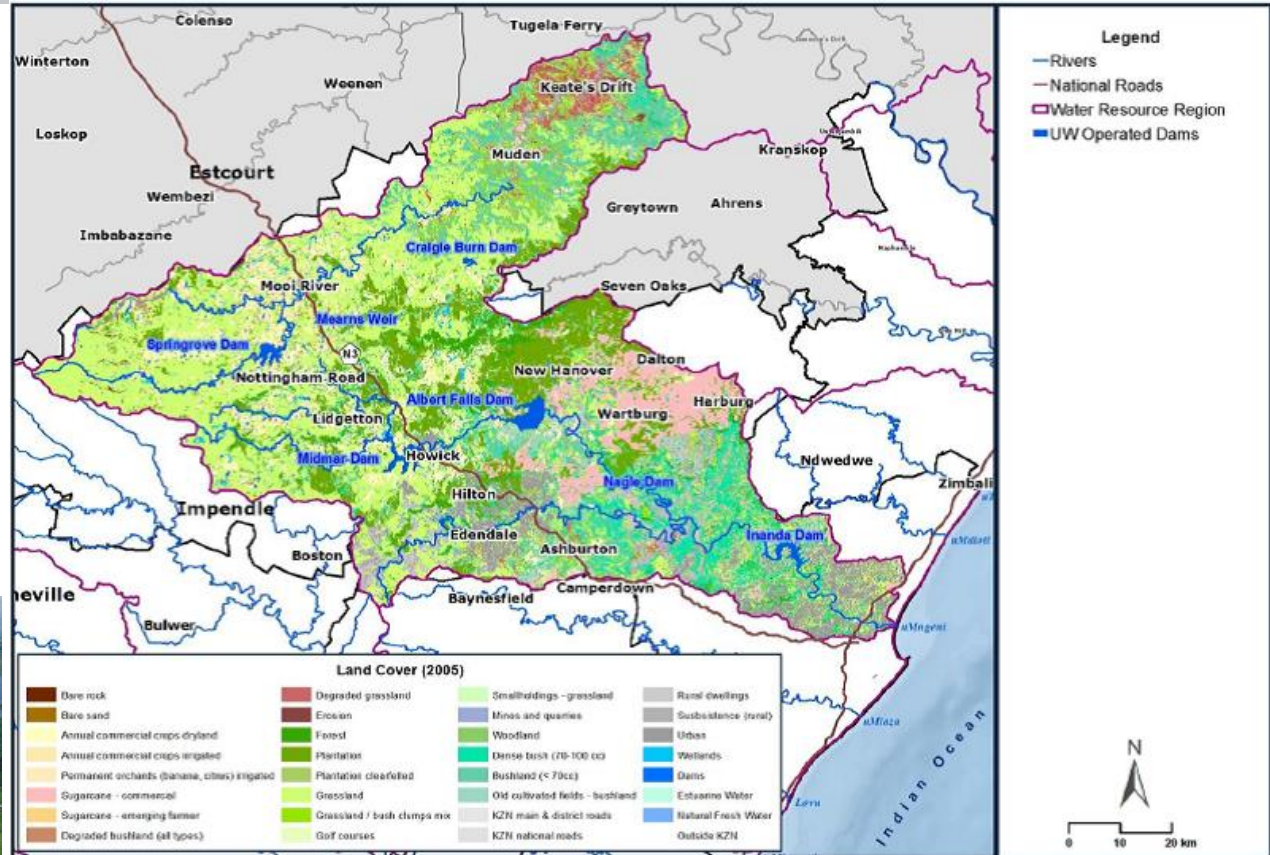 Colenso
Tugela Ferry
Winterton
Weenen
Keate's Drift
Loskop
Muden
Kranskop
Estcourt
Wembezi
Greytown
Ahrens
Imbabazane
Craigie Burn Dam
Mooi River
Seven Oaks
Mearns Weir
Springrove Dam
N3
Dalton
Nottingham Road
New Hanover
Albert Falls Dam
Harburg
Wartburg
Lidgetton
Midmar Dam
Howick
Ndwedwe
Nagle Dam
Zimbali
Hilton
Impendle
Edendale
Inanda Dam
uMdloti
Boston
Ashburton
Camperdown
Baynesfield
neville
Bulwer
uMngeni
uMlaza
Lovu
Indian Ocean
Legend
Rivers
National Roads
Water Resource Region
UW Operated Dams
N
0 10 20 km
Land Cover (2005)
Bare rock
Bare sand
Annual commercial crops dryland
Annual commercial crops irrigated
Permanent orchards (banana, citrus) irrigated
Sugarcane - commercial
Sugarcane - emerging farmer
Degraded bushland (all types)
Degraded grassland
Erosion
Forest
Plantation
Plantation clearfelled
Grassland
Grassland / bush clumps mix
Golf courses
Smallholdings - grassland
Mines and quarries
Woodland
Dense bush (70-100 cc)
Bushland (< 70cc)
Old cultivated fields - bushland
KZN main & district roads
KZN national roads
Rural dwellings
Susbsistence (rural)
Urban
Wetlands
Dams
Estuarine Water
Natural Fresh Water
Outside KZN